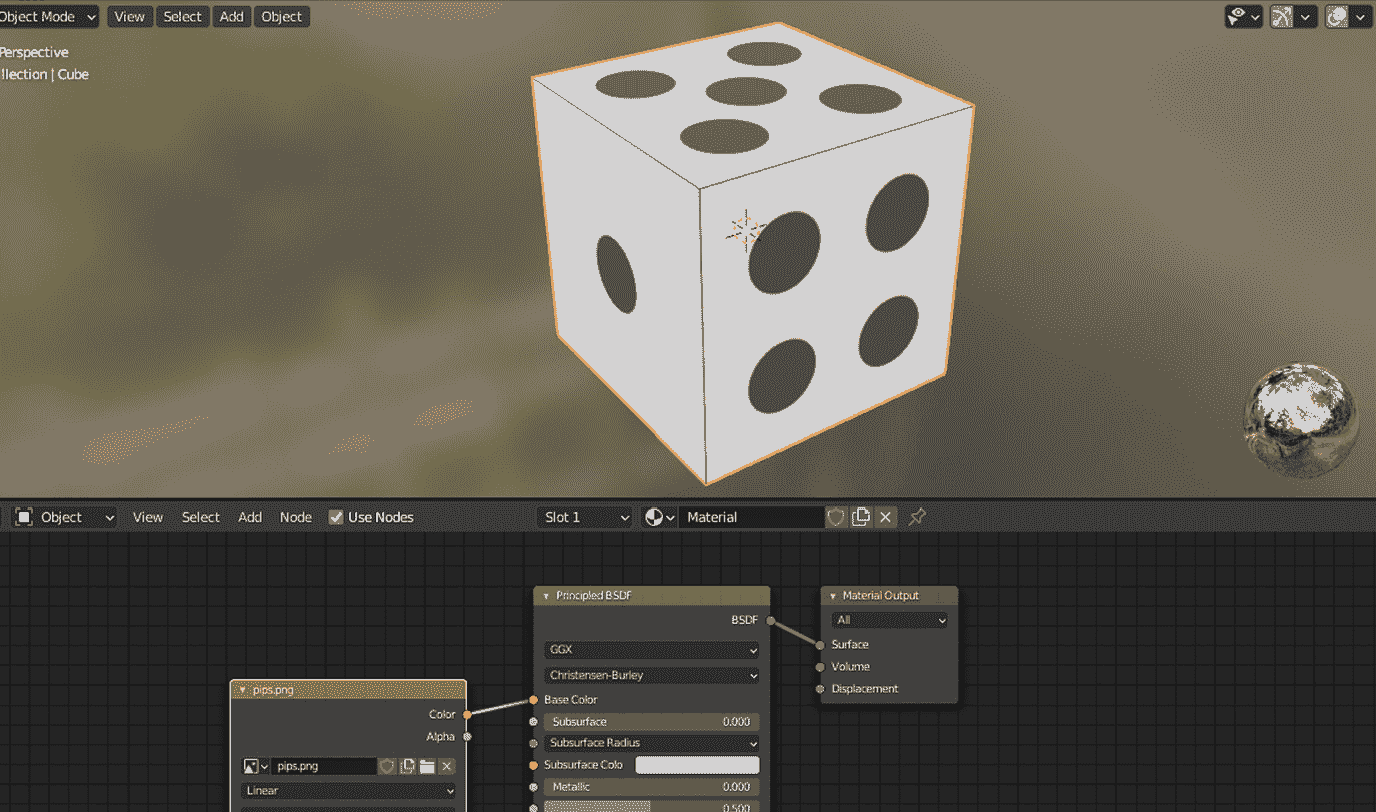 Object Mode View Select Add Object
Perspective
llection | Cube
Object View Select Add Node Use Nodes Slot 1 Material
Principled BSDF
BSDF
GGX
Christensen-Burley
Base Color
Subsurface 0.000
Subsurface Radius
Subsurface Colo
Metallic 0.000
0.500
Material Output
All
Surface
Volume
Displacement
pips.png
Color
Alpha
pips.png
Linear